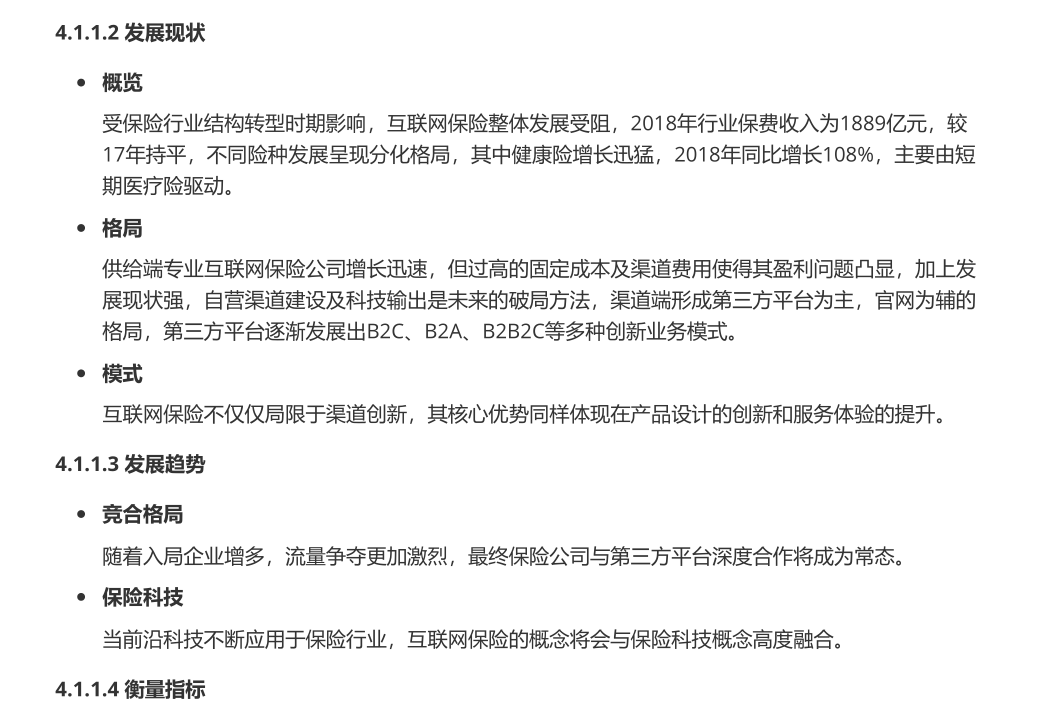 4.1.1.2 发展现状
• 概览
受保险行业结构转型时期影响，互联网保险整体发展受阻，2018年行业保费收入为1889亿元，较
17年持平，不同险种发展呈现分化格局，其中健康险增长迅猛，2018年同比增长108%，主要由短
期医疗险驱动。
• 格局
供给端专业互联网保险公司增长迅速，但过高的固定成本及渠道费用使得其盈利问题凸显，加上发
展现状强，自营渠道建设及科技输出是未来的破局方法，渠道端形成第三方平台为主，官网为辅的
格局，第三方平台逐渐发展出B2C、B2A、B2B2C等多种创新业务模式。
• 模式
互联网保险不仅仅局限于渠道创新，其核心优势同样体现在产品设计的创新和服务体验的提升。
4.1.1.3 发展趋势
• 竞合格局
随着入局企业增多，流量争夺更加激烈，最终保险公司与第三方平台深度合作将成为常态。
• 保险科技
当前沿科技不断应用于保险行业，互联网保险的概念将会与保险科技概念高度融合。
4.1.1.4 衡量指标